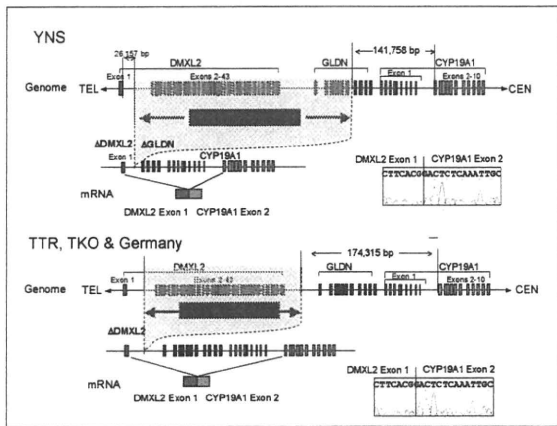 YNS
26,157 bp
DMXL2
Exon 1
Exons 2-43
GLDN
141,758 bp
CYP19A1
Exon 1
Exons 2-10
Genome
TEL
CEN
ΔDMXL2
ΔGLDN
Exon 1
CYP19A1
mRNA
DMXL2 Exon 1 CYP19A1 Exon 2
DMXL2 Exon 1 CYP19A1 Exon 2
CTTCACGGACTCTCAAATTGC
TTR, TKO & Germany
174,315 bp
DMXL2
Exon 1
Exons 2-43
GLDN
CYP19A1
Exon 1
Exons 2-10
Genome
TEL
CEN
ΔDMXL2
mRNA
DMXL2 Exon 1 CYP19A1 Exon 2
DMXL2 Exon 1 CYP19A1 Exon 2
CTTCACGGACTCTCAAATTGC